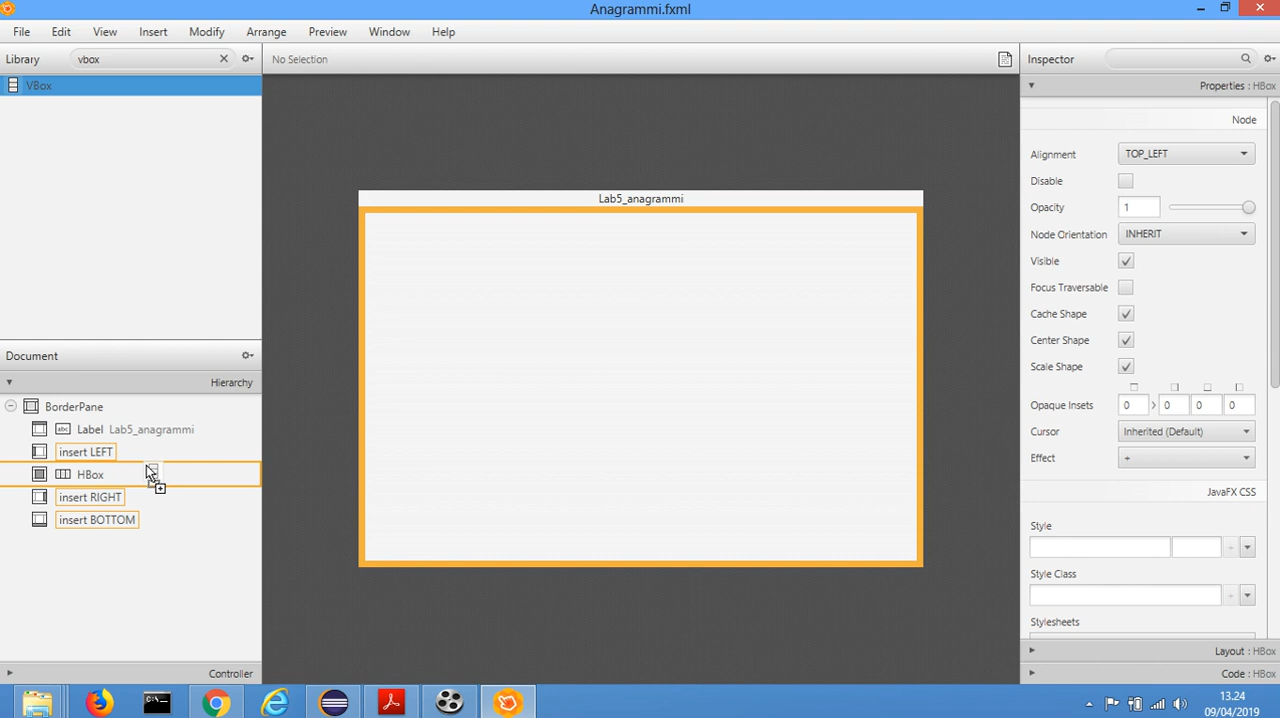 Anagrammi.fxml
File Edit View Insert Modify Arrange Preview Window Help
Library vbox
No Selection
Inspector
VBox
Properties : HBox
Node
Alignment TOP_LEFT
Disable
Opacity 1
Node Orientation INHERIT
Visible
Focus Traversable
Cache Shape
Center Shape
Scale Shape
Opaque Insets 0 0 0 0
Cursor Inherited (Default)
Effect +
JavaFX CSS
Style
Style Class
Stylesheets
Layout : HBox
Code : HBox
Lab5_anagrammi
Document
Hierarchy
BorderPane
abc Label Lab5_anagrammi
insert LEFT
HBox
insert RIGHT
insert BOTTOM
Controller
13.24
09/04/2019